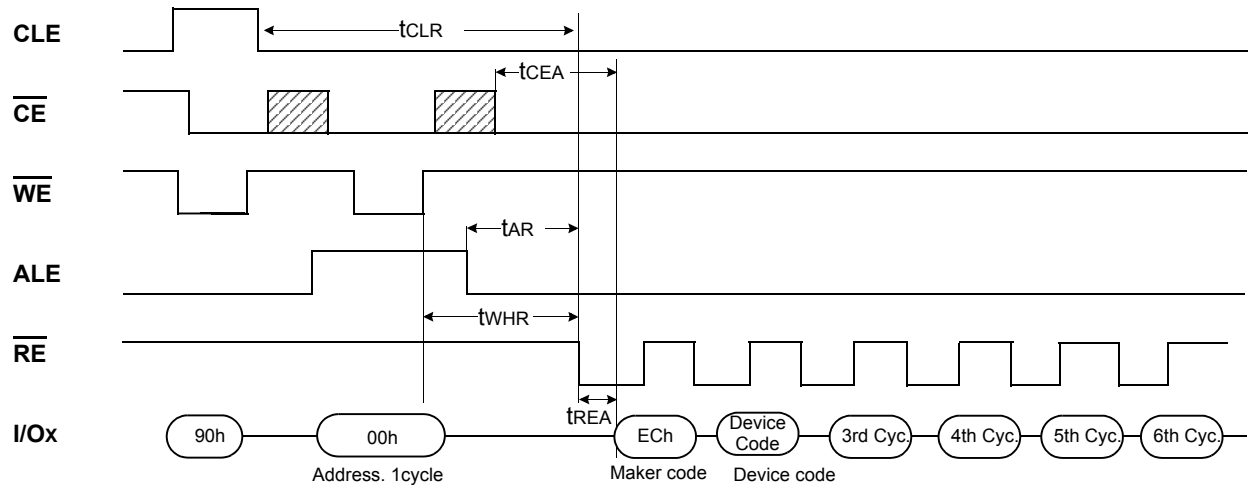 CLE
tCLR
tCEA
CE
WE
tAR
ALE
tWHR
RE
tREA
I/Ox
90h
00h
ECh
Device
Code
3rd Cyc.
4th Cyc.
5th Cyc.
6th Cyc.
Address. 1cycle
Maker code
Device code